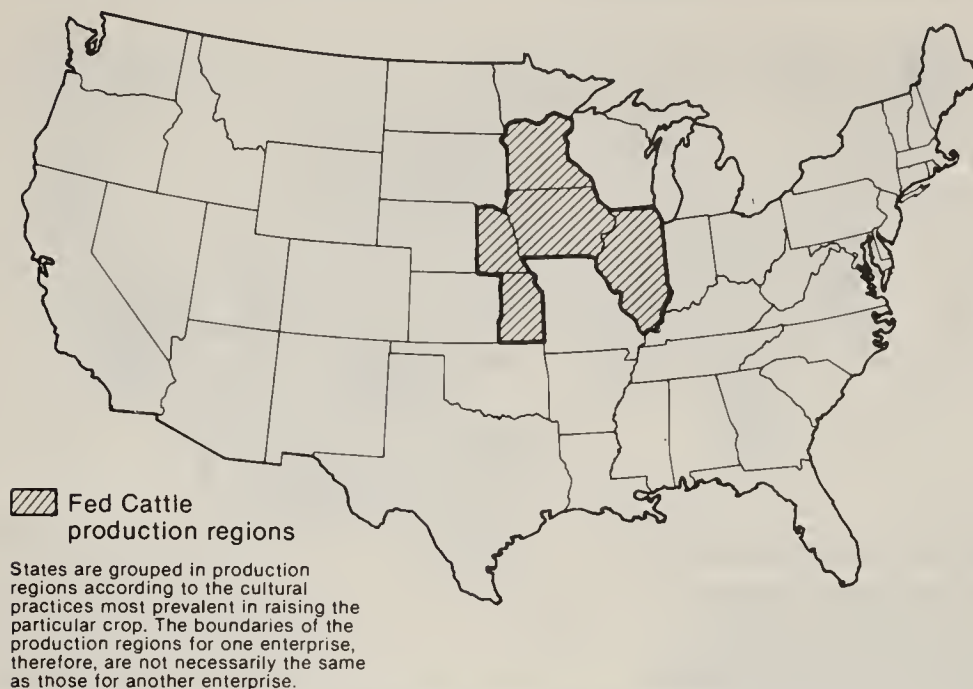 Fed Cattle
production regions
States are grouped in production
regions according to the cultural
practices most prevalent in raising the
particular crop. The boundaries of the
production regions for one enterprise,
therefore, are not necessarily the same
as those for another enterprise.